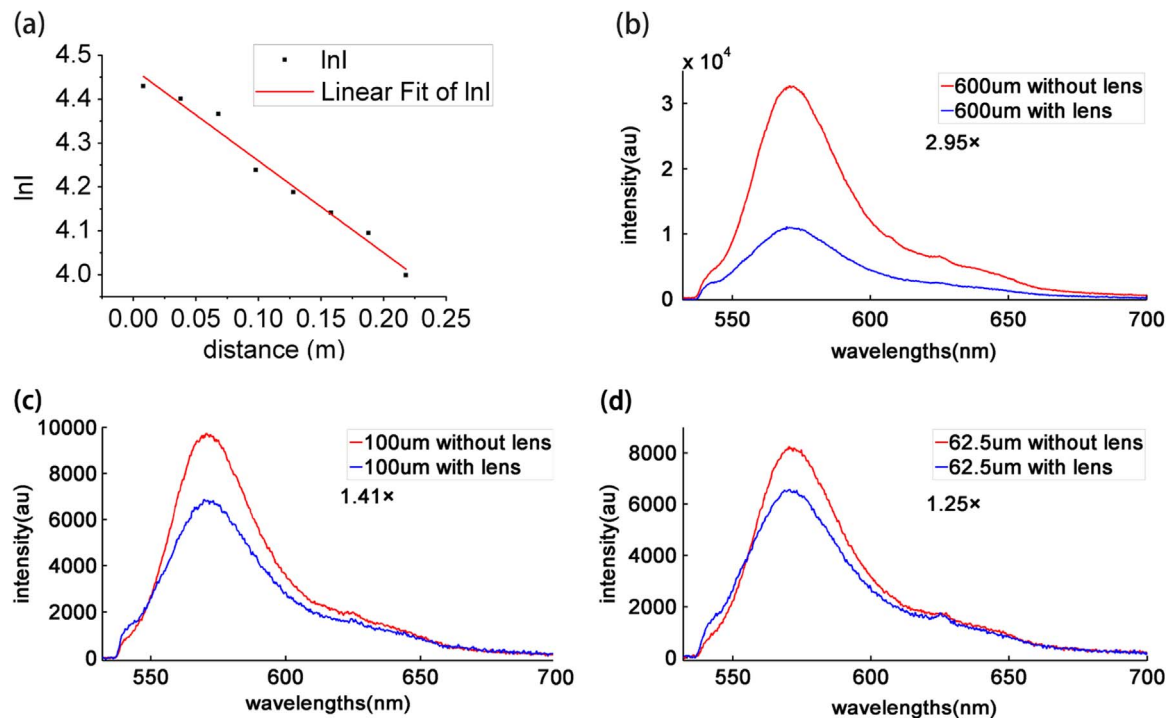 (a)
lnI
Linear Fit of lnI
4.5
4.4
4.3
4.2
4.1
4.0
lnI
0.00 0.05 0.10 0.15 0.20 0.25
distance (m)
(b)
x 10⁴
600um without lens
600um with lens
2.95×
3
2
1
0
intensity(au)
550 600 650 700
wavelengths(nm)
(c)
100um without lens
100um with lens
1.41×
10000
8000
6000
4000
2000
0
intensity(au)
550 600 650 700
wavelengths(nm)
(d)
62.5um without lens
62.5um with lens
1.25×
8000
6000
4000
2000
0
intensity(au)
550 600 650 700
wavelengths(nm)